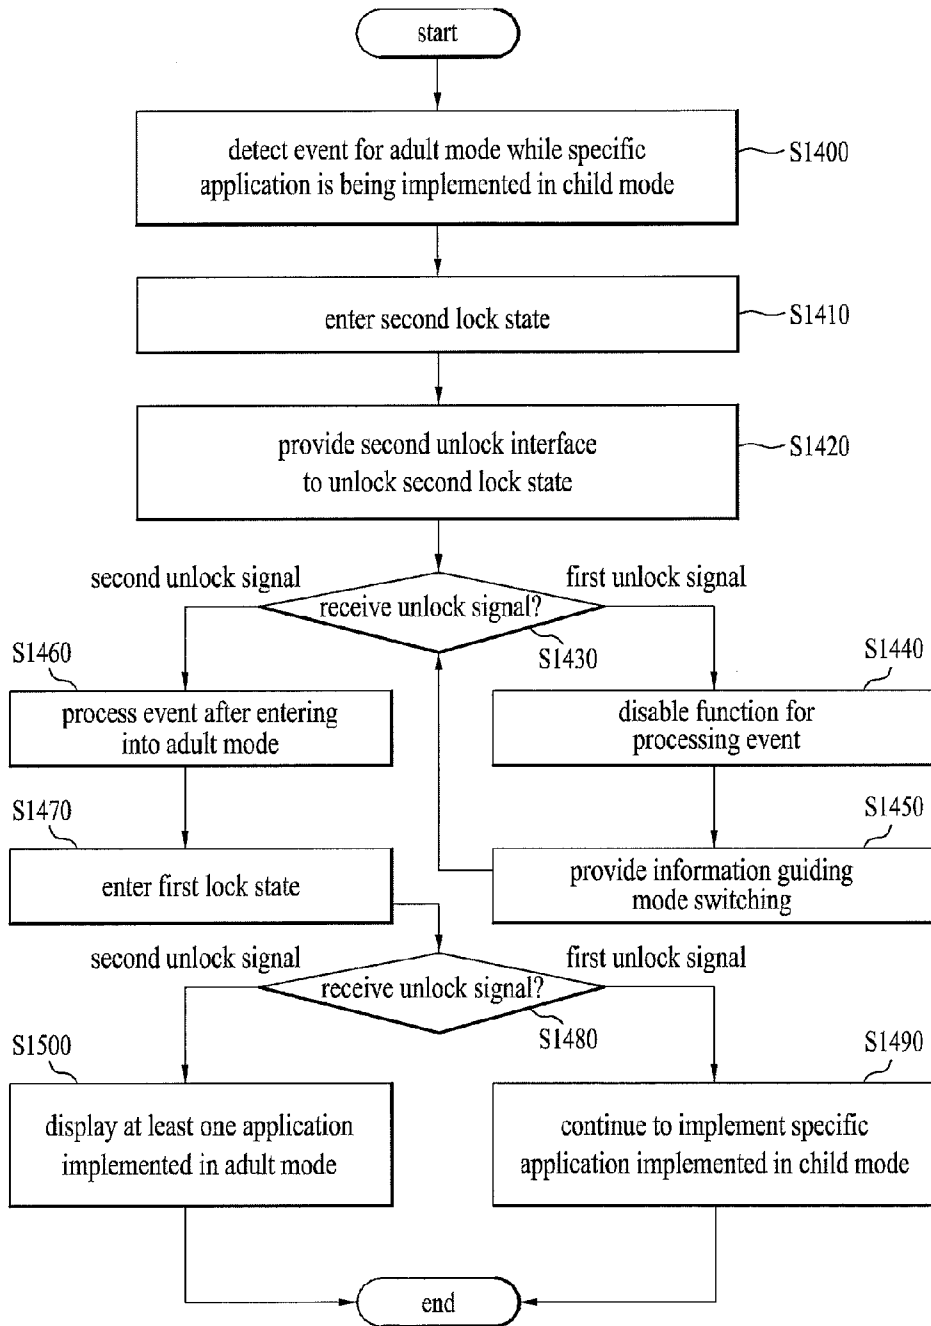 start
detect event for adult mode while specific
application is being implemented in child mode
S1400
enter second lock state
S1410
provide second unlock interface
to unlock second lock state
S1420
second unlock signal
first unlock signal
receive unlock signal?
S1430
S1460
process event after entering
into adult mode
S1440
disable function for
processing event
S1470
enter first lock state
S1450
provide information guiding
mode switching
second unlock signal
first unlock signal
receive unlock signal?
S1480
S1500
display at least one application
implemented in adult mode
S1490
continue to implement specific
application implemented in child mode
end